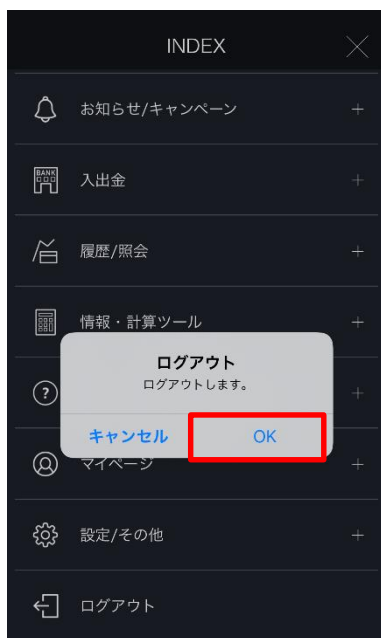 INDEX
お知らせ/キャンペーン
BANK
入出金
履歴/照会
情報・計算ツール
ログアウト
ログアウトします。
キャンセル
OK
マイページ
設定/その他
ログアウト